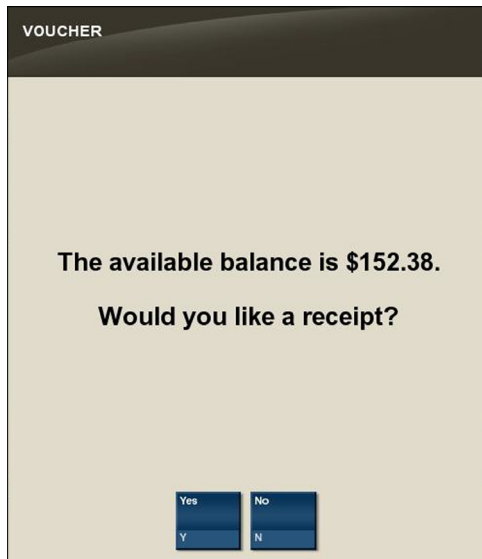 VOUCHER
The available balance is $152.38.
Would you like a receipt?
Yes No
Y N